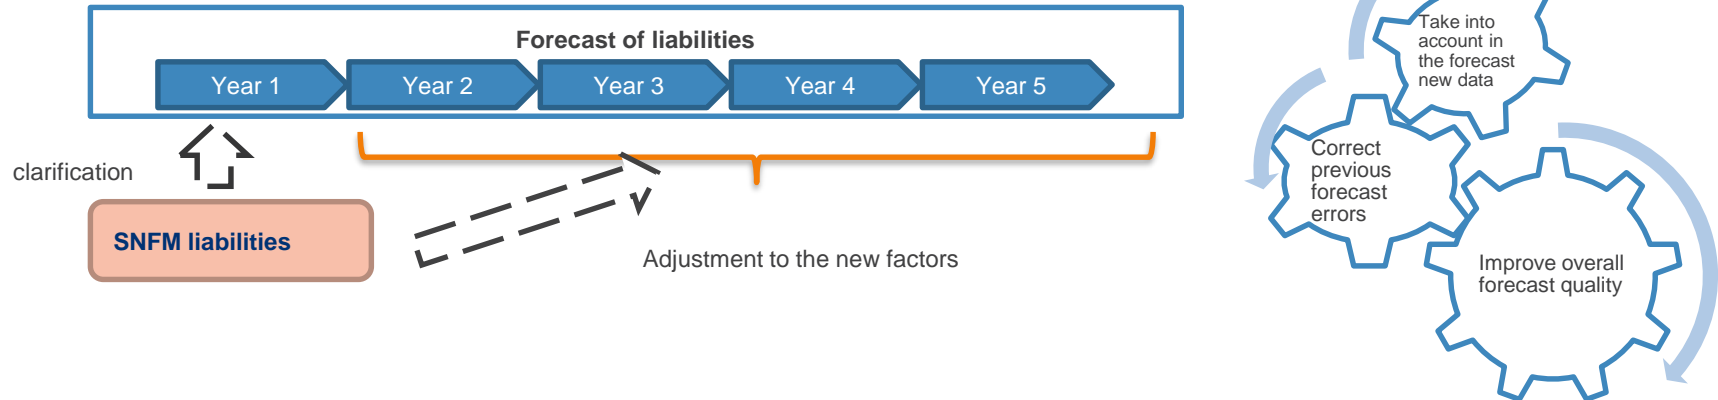 Forecast of liabilities
Year 1
Year 2
Year 3
Year 4
Year 5
clarification
SNFM liabilities
Adjustment to the new factors
Take into
account in
the forecast
new data
Correct
previous
forecast
errors
Improve overall
forecast quality